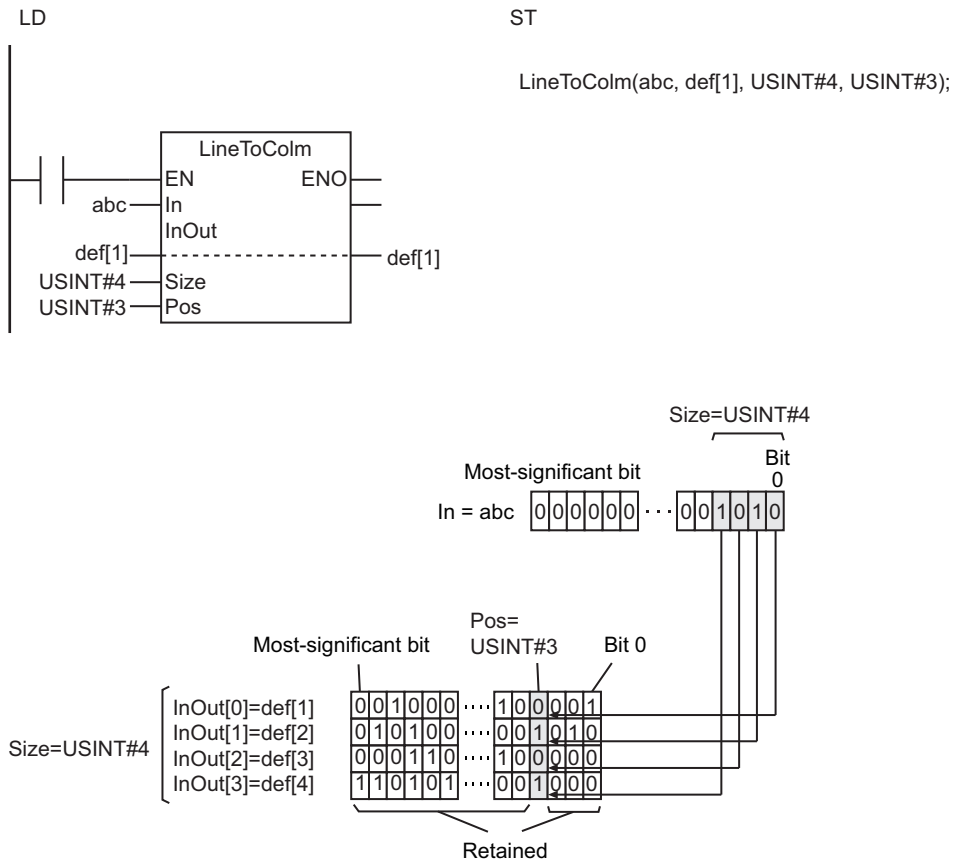 LD
ST
LineToColm(abc, def[1], USINT#4, USINT#3);
LineToColm
EN ENO
abc In
InOut
def[1] def[1]
USINT#4 Size
USINT#3 Pos
Size=USINT#4
Bit
0
Most-significant bit
In = abc 0 0 0 0 0 0 ··· 0 0 1 0 1 0
Pos=
USINT#3
Most-significant bit
Bit 0
InOut[0]=def[1] 0 0 1 0 0 0 ···· 1 0 0 0 0 1
InOut[1]=def[2] 0 1 0 1 0 0 ···· 0 0 1 0 1 0
Size=USINT#4
InOut[2]=def[3] 0 0 0 1 1 0 ···· 1 0 0 0 0 0
InOut[3]=def[4] 1 1 0 1 0 1 ···· 0 0 1 0 0 0
Retained